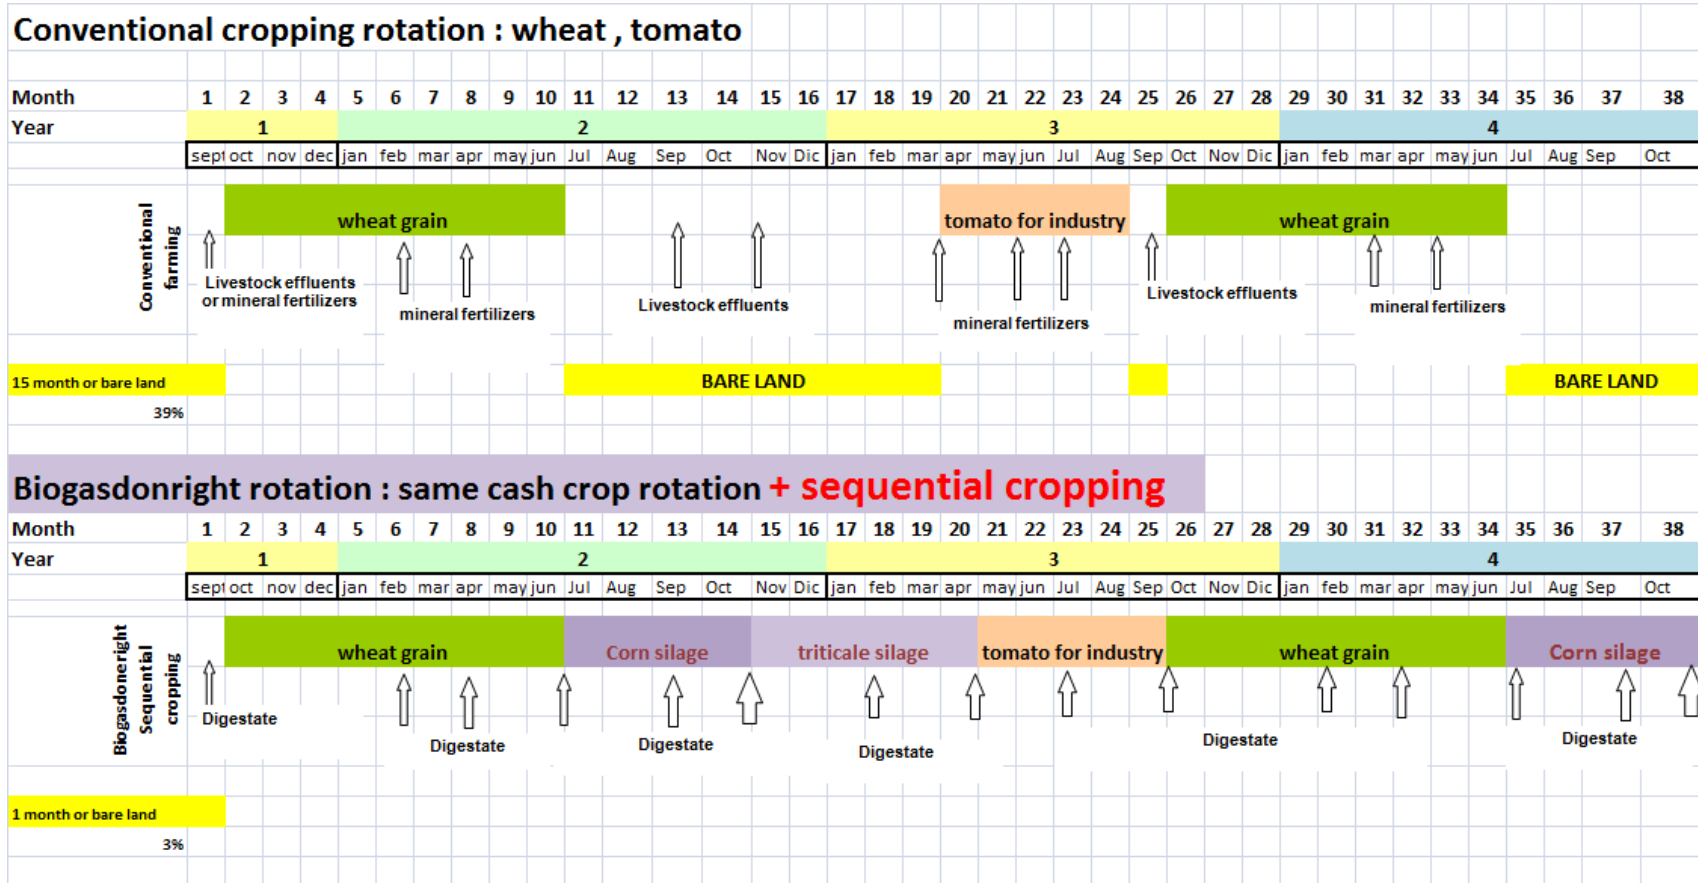 Conventional cropping rotation : wheat , tomato
Month 1 2 3 4 5 6 7 8 9 10 11 12 13 14 15 16 17 18 19 20 21 22 23 24 25 26 27 28 29 30 31 32 33 34 35 36 37 38
Year 1 2 3 4
sept oct nov dec jan feb mar apr may jun Jul Aug Sep Oct Nov Dic jan feb mar apr may jun Jul Aug Sep Oct Nov Dic jan feb mar apr may jun Jul Aug Sep Oct
Conventional
farming
wheat grain tomato for industry wheat grain
Livestock effluents
or mineral fertilizers
mineral fertilizers
Livestock effluents
mineral fertilizers
Livestock effluents
mineral fertilizers
15 month or bare land BARE LAND BARE LAND
39%
Biogasdonright rotation : same cash crop rotation + sequential cropping
Month 1 2 3 4 5 6 7 8 9 10 11 12 13 14 15 16 17 18 19 20 21 22 23 24 25 26 27 28 29 30 31 32 33 34 35 36 37 38
Year 1 2 3 4
sept oct nov dec jan feb mar apr may jun Jul Aug Sep Oct Nov Dic jan feb mar apr may jun Jul Aug Sep Oct Nov Dic jan feb mar apr may jun Jul Aug Sep Oct
Biogasdoneright
Sequential
cropping
wheat grain Corn silage triticale silage tomato for industry wheat grain Corn silage
Digestate
Digestate
Digestate
Digestate
Digestate
Digestate
1 month or bare land
3%